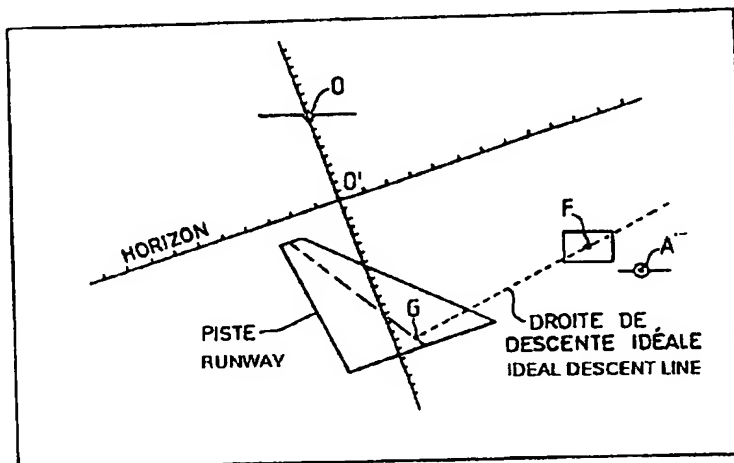 O
O'
HORIZON
F
A
G
PISTE
RUNWAY
DROITE DE
DESCENTE IDÉALE
IDEAL DESCENT LINE